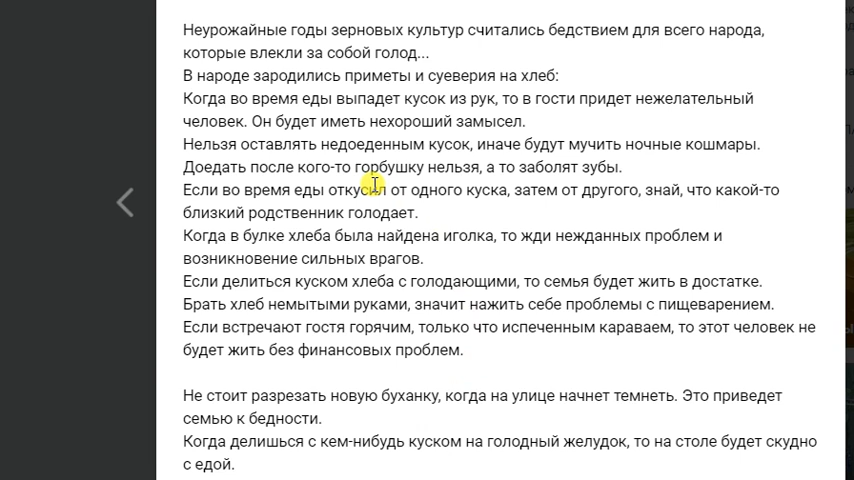 Неурожайные годы зерновых культур считались бедствием для всего народа,
которые влекли за собой голод...
В народе зародились приметы и суеверия на хлеб:
Когда во время еды выпадет кусок из рук, то в гости придет нежелательный
человек. Он будет иметь нехороший замысел.
Нельзя оставлять недоеденным кусок, иначе будут мучить ночные кошмары.
Доедать после кого-то горбушку нельзя, а то заболят зубы.
Если во время еды откусил от одного куска, затем от другого, знай, что какой-то
близкий родственник голодает.
Когда в булке хлеба была найдена иголка, то жди нежданных проблем и
возникновение сильных врагов.
Если делиться куском хлеба с голодающими, то семья будет жить в достатке.
Брать хлеб немытыми руками, значит нажить себе проблемы с пищеварением.
Если встречают гостя горячим, только что испеченным караваем, то этот человек не
будет жить без финансовых проблем.
Не стоит разрезать новую буханку, когда на улице начнет темнеть. Это приведет
семью к бедности.
Когда делишься с кем-нибудь куском на голодный желудок, то на столе будет скудно
с едой.